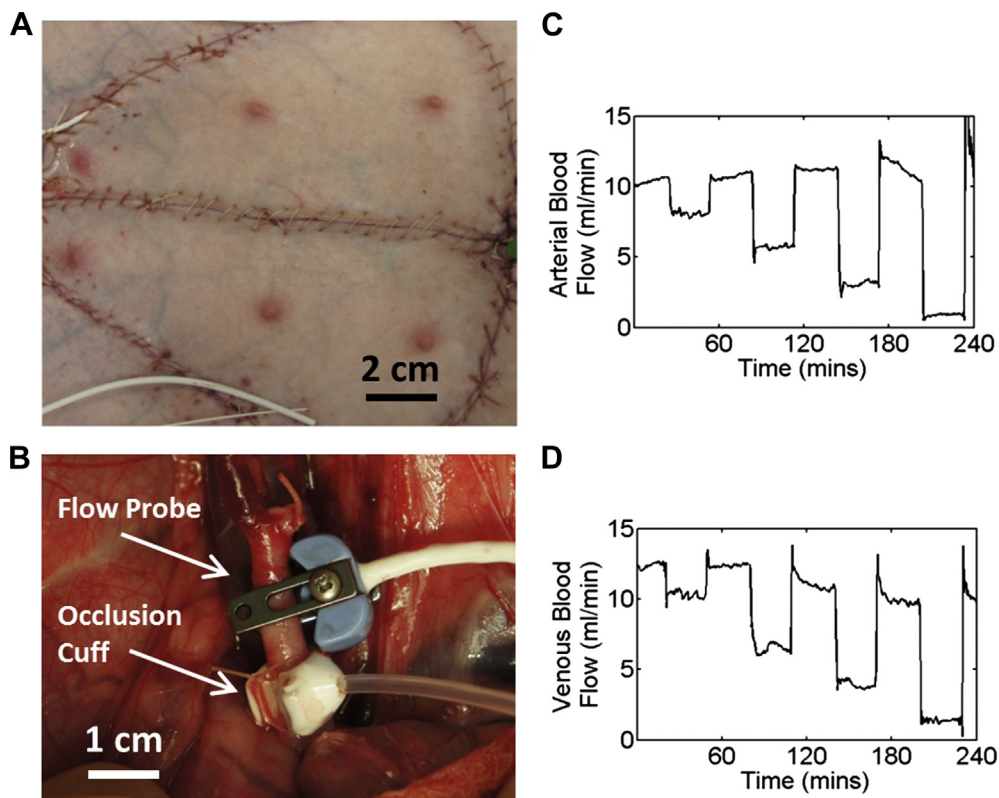 A
2 cm
B
Flow Probe
Occlusion
Cuff
1 cm
C
Arterial Blood
Flow (ml/min)
15
10
5
0
60
120
180
240
Time (mins)
D
Venous Blood
Flow (ml/min)
15
10
5
0
60
120
180
240
Time (mins)